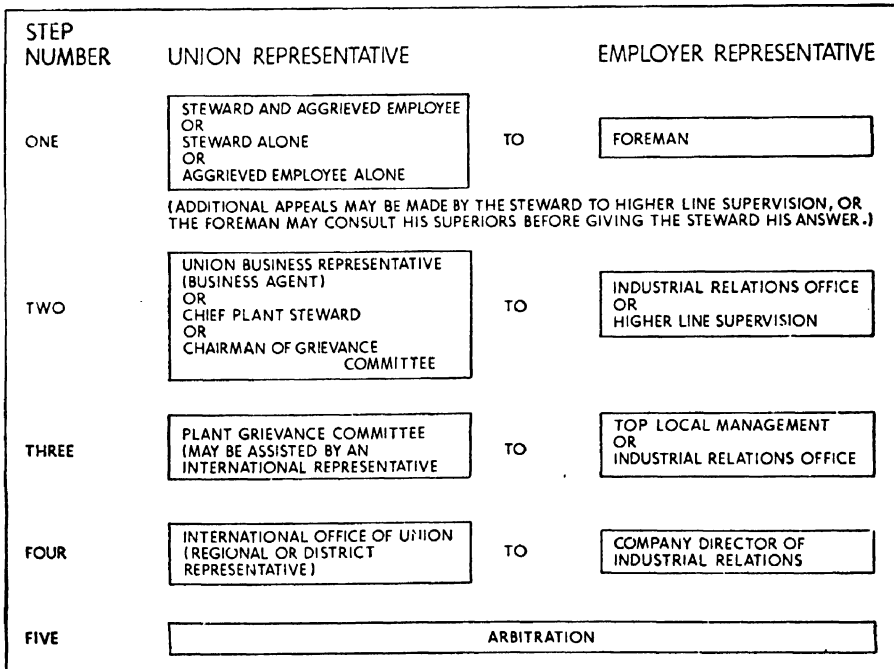 STEP
NUMBER UNION REPRESENTATIVE EMPLOYER REPRESENTATIVE
ONE
STEWARD AND AGGRIEVED EMPLOYEE
OR
STEWARD ALONE
OR
AGGRIEVED EMPLOYEE ALONE
TO
FOREMAN
(ADDITIONAL APPEALS MAY BE MADE BY THE STEWARD TO HIGHER LINE SUPERVISION, OR
THE FOREMAN MAY CONSULT HIS SUPERIORS BEFORE GIVING THE STEWARD HIS ANSWER.)
TWO
UNION BUSINESS REPRESENTATIVE
(BUSINESS AGENT)
OR
CHIEF PLANT STEWARD
OR
CHAIRMAN OF GRIEVANCE
COMMITTEE
TO
INDUSTRIAL RELATIONS OFFICE
OR
HIGHER LINE SUPERVISION
THREE
PLANT GRIEVANCE COMMITTEE
(MAY BE ASSISTED BY AN
INTERNATIONAL REPRESENTATIVE
TO
TOP LOCAL MANAGEMENT
OR
INDUSTRIAL RELATIONS OFFICE
FOUR
INTERNATIONAL OFFICE OF UNION
(REGIONAL OR DISTRICT
REPRESENTATIVE)
TO
COMPANY DIRECTOR OF
INDUSTRIAL RELATIONS
FIVE
ARBITRATION